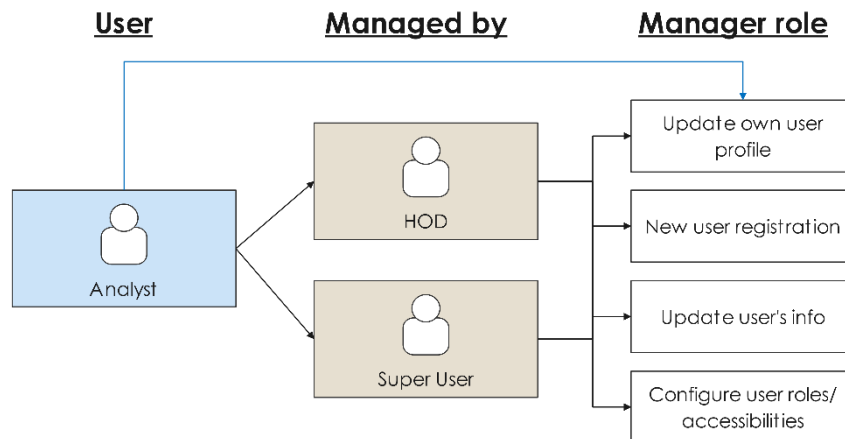 User
Managed by
Manager role
Update own user
profile
HOD
New user registration
Analyst
Update user's info
Super User
Configure user roles/
accessibilities